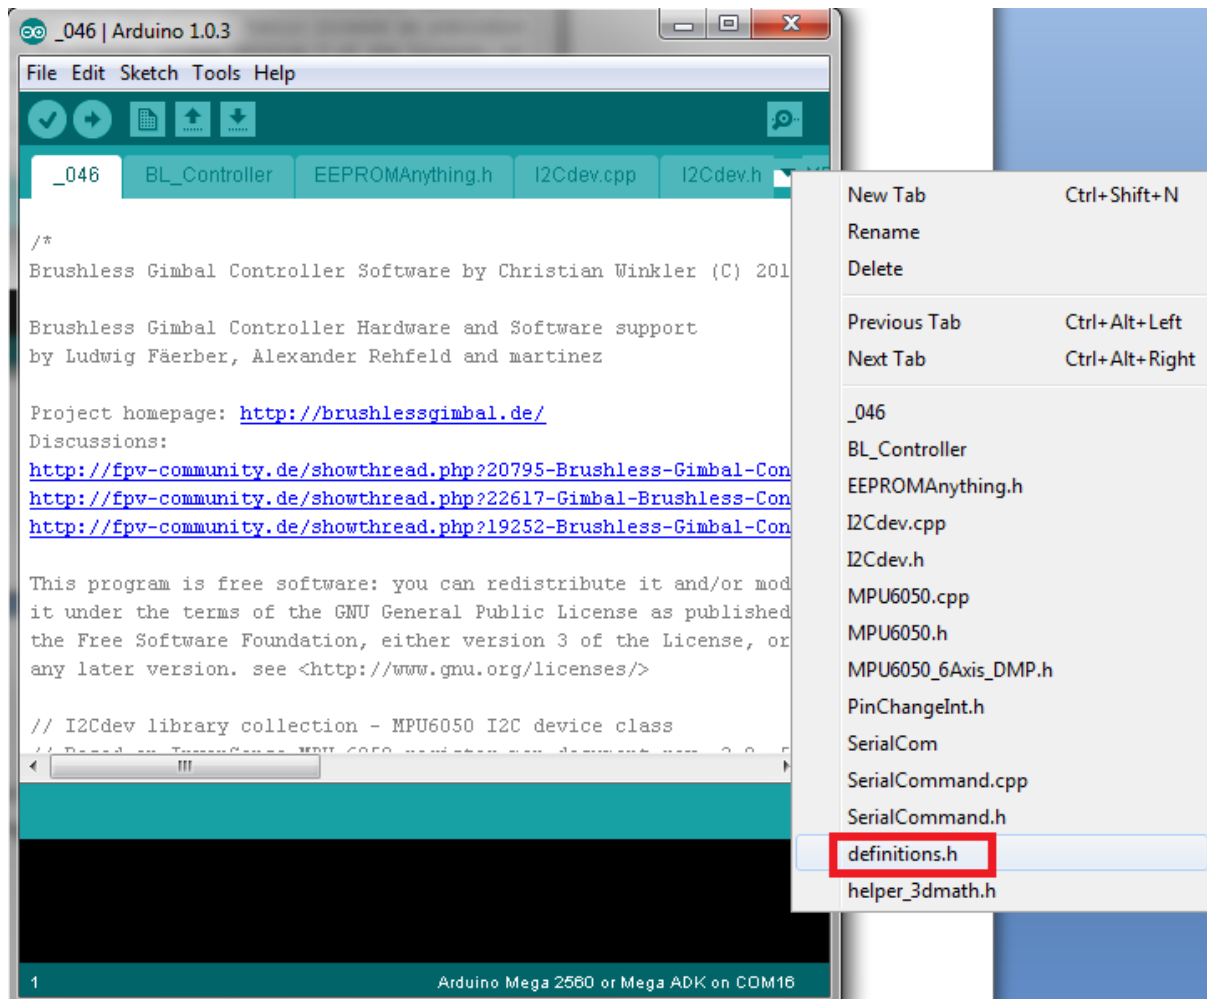 _046 | Arduino 1.0.3
File Edit Sketch Tools Help
_046 BL_Controller EEPROMAnything.h I2Cdev.cpp I2Cdev.h
/*
Brushless Gimbal Controller Software by Christian Winkler (C) 201
Brushless Gimbal Controller Hardware and Software support
by Ludwig Fäerber, Alexander Rehfeld and martinez
Project homepage: http://brushlessgimbal.de/
Discussions:
http://fpv-community.de/showthread.php?20795-Brushless-Gimbal-Con
http://fpv-community.de/showthread.php?22617-Gimbal-Brushless-Con
http://fpv-community.de/showthread.php?19252-Brushless-Gimbal-Con
This program is free software: you can redistribute it and/or mod
it under the terms of the GNU General Public License as published
the Free Software Foundation, either version 3 of the License, or
any later version. see <http://www.gnu.org/licenses/>
// I2Cdev library collection - MPU6050 I2C device class
1
Arduino Mega 2560 or Mega ADK on COM16
New Tab Ctrl+Shift+N
Rename
Delete
Previous Tab Ctrl+Alt+Left
Next Tab Ctrl+Alt+Right
_046
BL_Controller
EEPROMAnything.h
I2Cdev.cpp
I2Cdev.h
MPU6050.cpp
MPU6050.h
MPU6050_6Axis_DMP.h
PinChangeInt.h
SerialCom
SerialCommand.cpp
SerialCommand.h
definitions.h
helper_3dmath.h